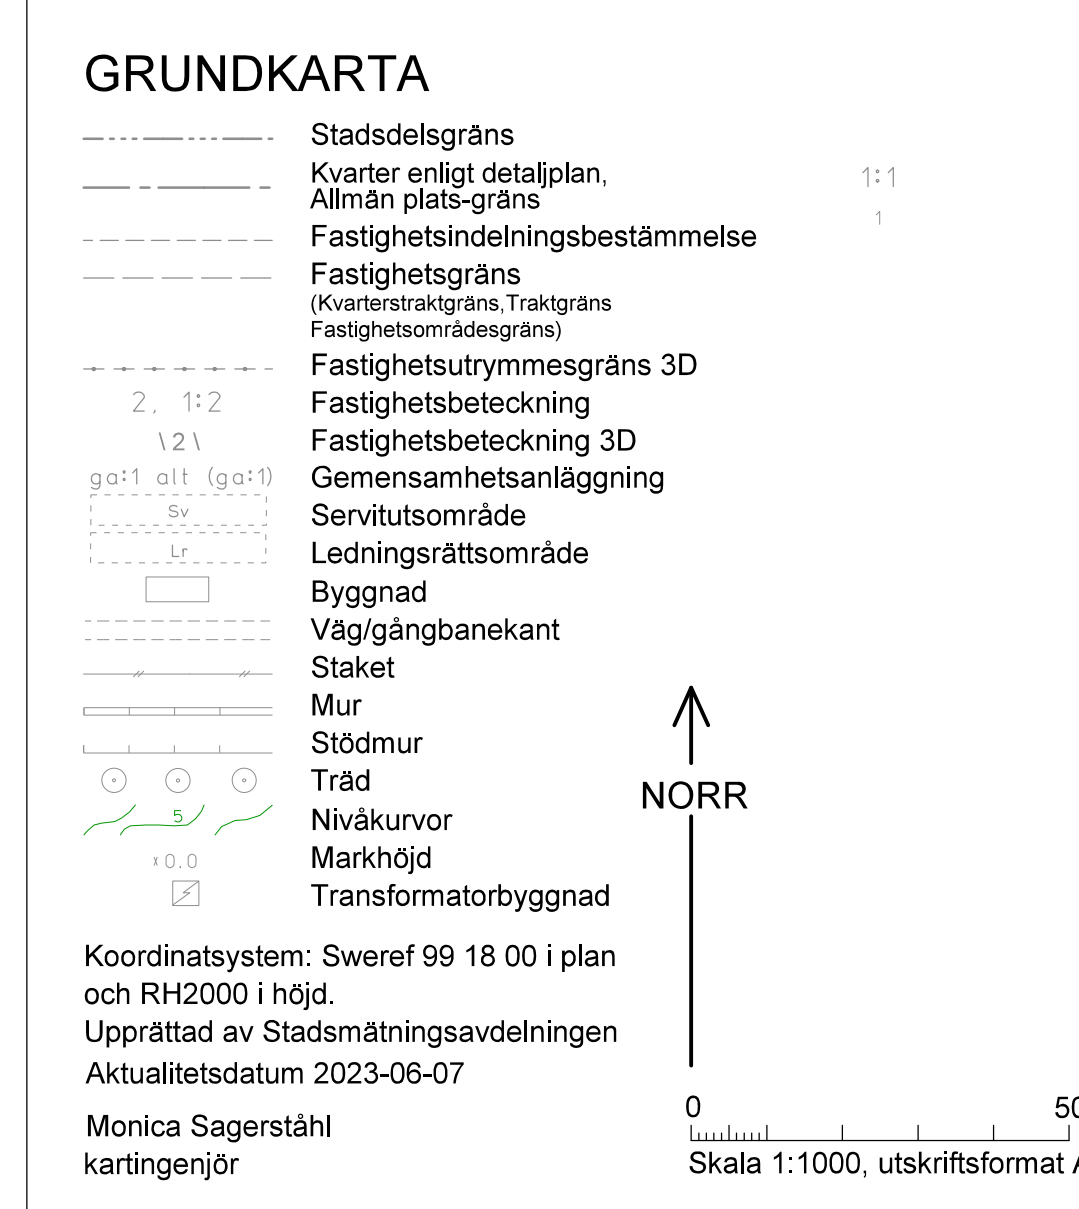 GRUNDKARTA
Stadsdelsgräns
Kvarter enligt detaljplan,
Allmän plats-gräns
1:1
1
Fastighetsindelningsbestämmelse
Fastighetsgräns
(Kvarterstraktgräns,Traktgräns
Fastighetsområdesgräns)
Fastighetsutrymmesgräns 3D
2, 1:2 Fastighetsbeteckning
\2\ Fastighetsbeteckning 3D
ga:1 alt (ga:1) Gemensamhetsanläggning
Sv Servitutsområde
Lr Ledningsrättsområde
Byggnad
Väg/gångbanekant
Staket
Mur
Stödmur
Träd
5 Nivåkurvor
x0.0 Markhöjd
Transformatorbyggnad
NORR
Koordinatsystem: Sweref 99 18 00 i plan
och RH2000 i höjd.
Upprättad av Stadsmätningsavdelningen
Aktualitetsdatum 2023-06-07
Monica Sagerståhl
kartingenjör
0 50
Skala 1:1000, utskriftsformat A